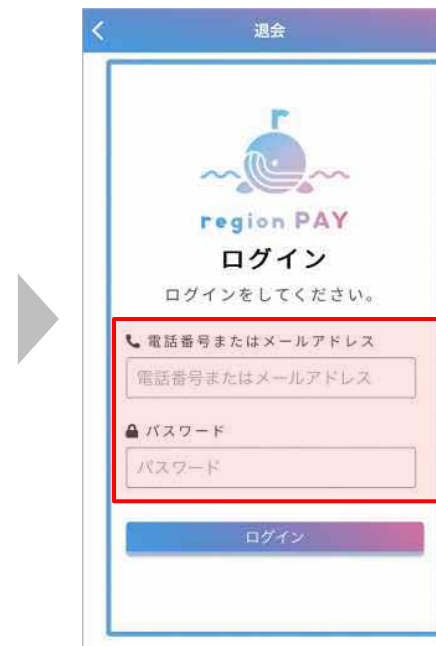 退会
region PAY
ログイン
ログインをしてください。
電話番号またはメールアドレス
電話番号またはメールアドレス
パスワード
パスワード
ログイン